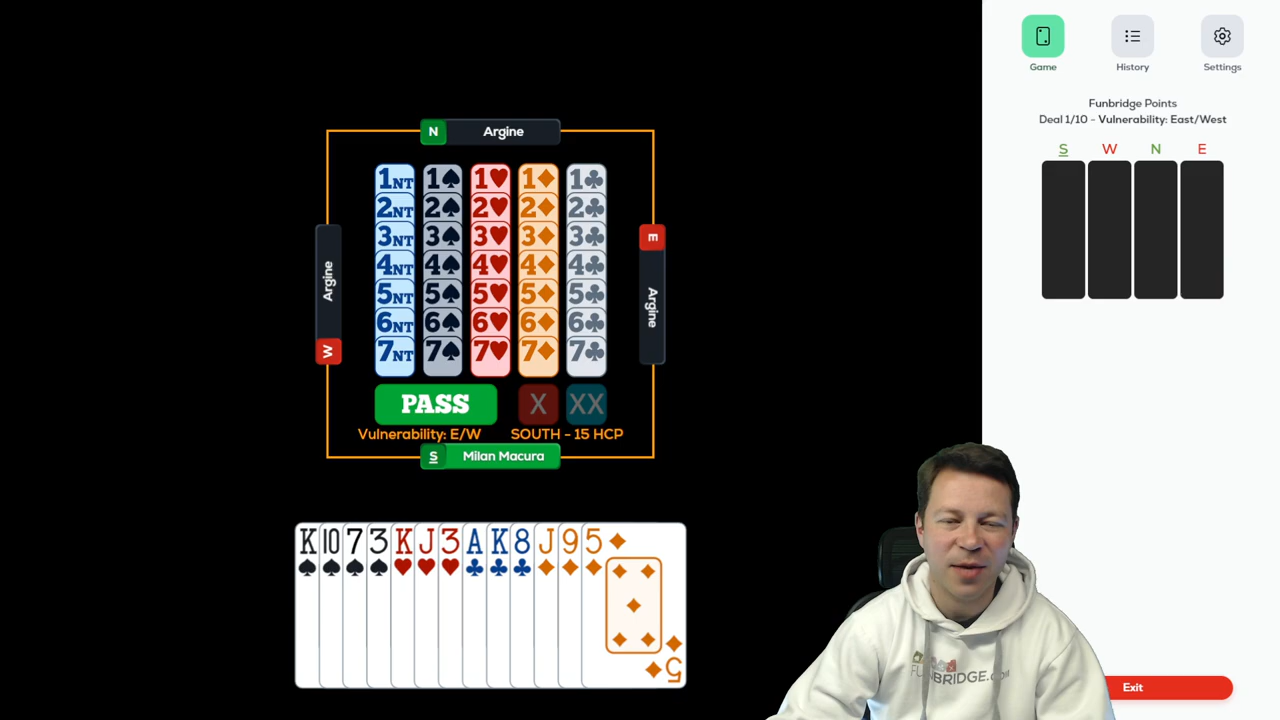 Game
History
Settings
Funbridge Points
Deal 1/10 - Vulnerability: East/West
S W N E
N Argine
1NT 1♠ 1♥ 1♦ 1♣
2NT 2♠ 2♥ 2♦ 2♣
3NT 3♠ 3♥ 3♦ 3♣
4NT 4♠ 4♥ 4♦ 4♣
5NT 5♠ 5♥ 5♦ 5♣
6NT 6♠ 6♥ 6♦ 6♣
7NT 7♠ 7♥ 7♦ 7♣
Argine W
E Argine
PASS X XX
Vulnerability: E/W SOUTH - 15 HCP
S Milan Macura
K 10 7 3 K J 3 A K 8 J 9 5
5
FUNBRIDGE.com
Exit